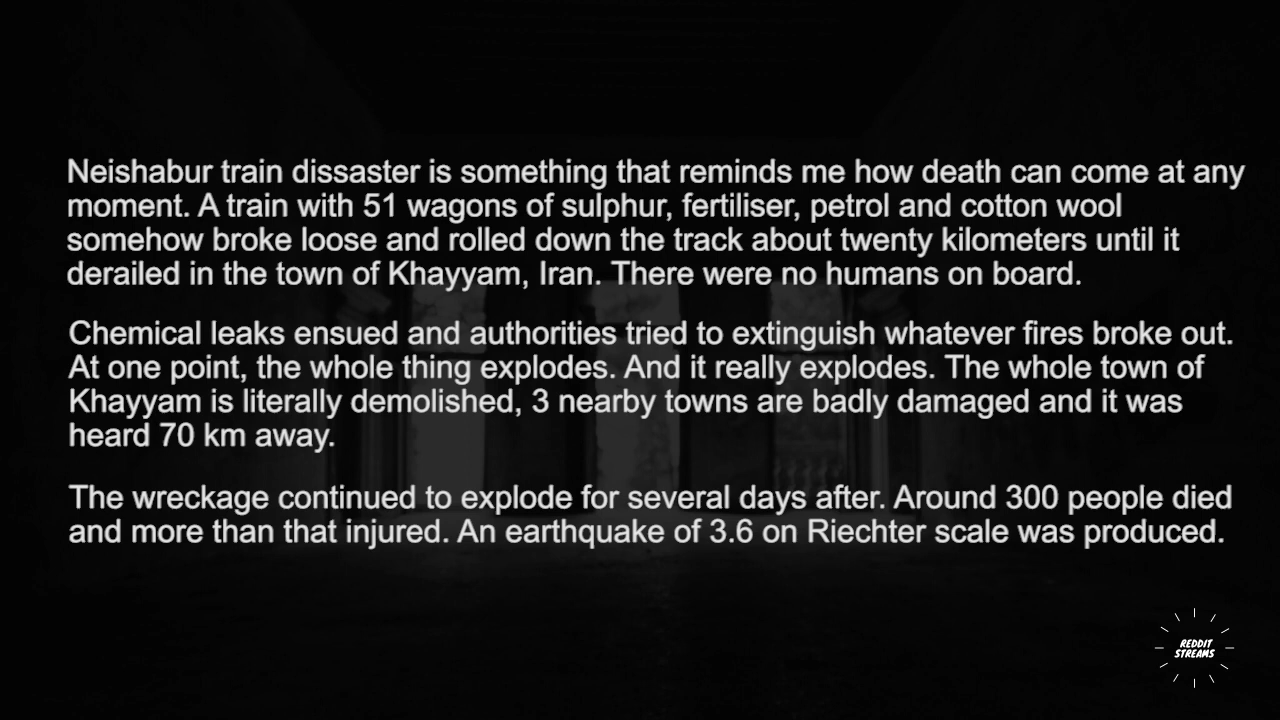 Neishabur train dissaster is something that reminds me how death can come at any
moment. A train with 51 wagons of sulphur, fertiliser, petrol and cotton wool
somehow broke loose and rolled down the track about twenty kilometers until it
derailed in the town of Khayyam, Iran. There were no humans on board.
Chemical leaks ensued and authorities tried to extinguish whatever fires broke out.
At one point, the whole thing explodes. And it really explodes. The whole town of
Khayyam is literally demolished, 3 nearby towns are badly damaged and it was
heard 70 km away.
The wreckage continued to explode for several days after. Around 300 people died
and more than that injured. An earthquake of 3.6 on Riechter scale was produced.
REDDIT
STREAMS